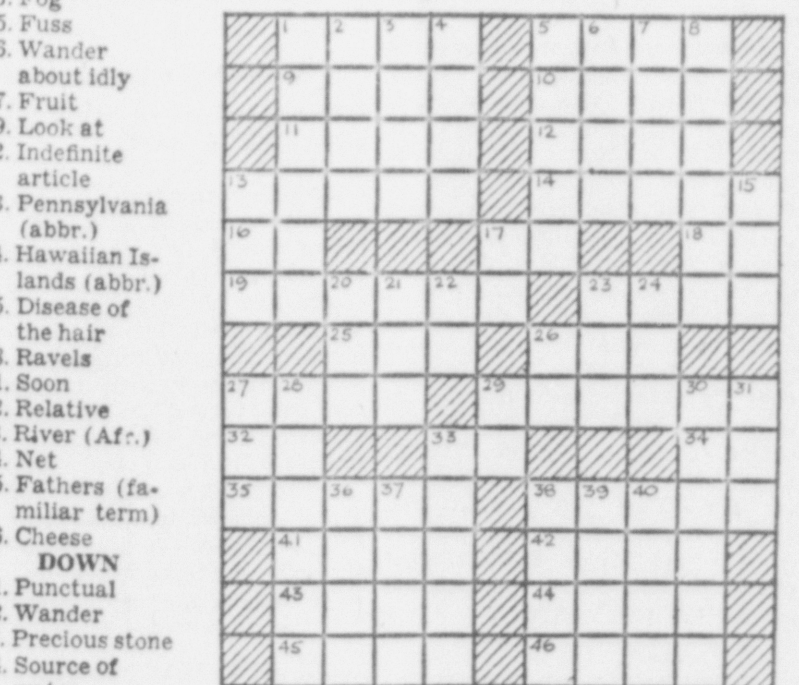 5. Fuss
6. Wander
about idly
7. Fruit
9. Look at
2. Indefinite
article
3. Pennsylvania
(abbr.)
4. Hawaiian Is-
lands (abbr.)
5. Disease of
the hair
8. Ravels
1. Soon
2. Relative
3. River (Afr.)
4. Net
5. Fathers (fa-
miliar term)
6. Cheese
DOWN
1. Punctual
2. Wander
3. Precious stone
4. Source of
1 2 3 4 5 6 7 8
9 10
11 12
13 14 15
16 17 18
19 20 21 22 23 24
25 26
27 28 29 30 31
32 33 34
35 36 37 38 39 40
41 42
43 44
45 46